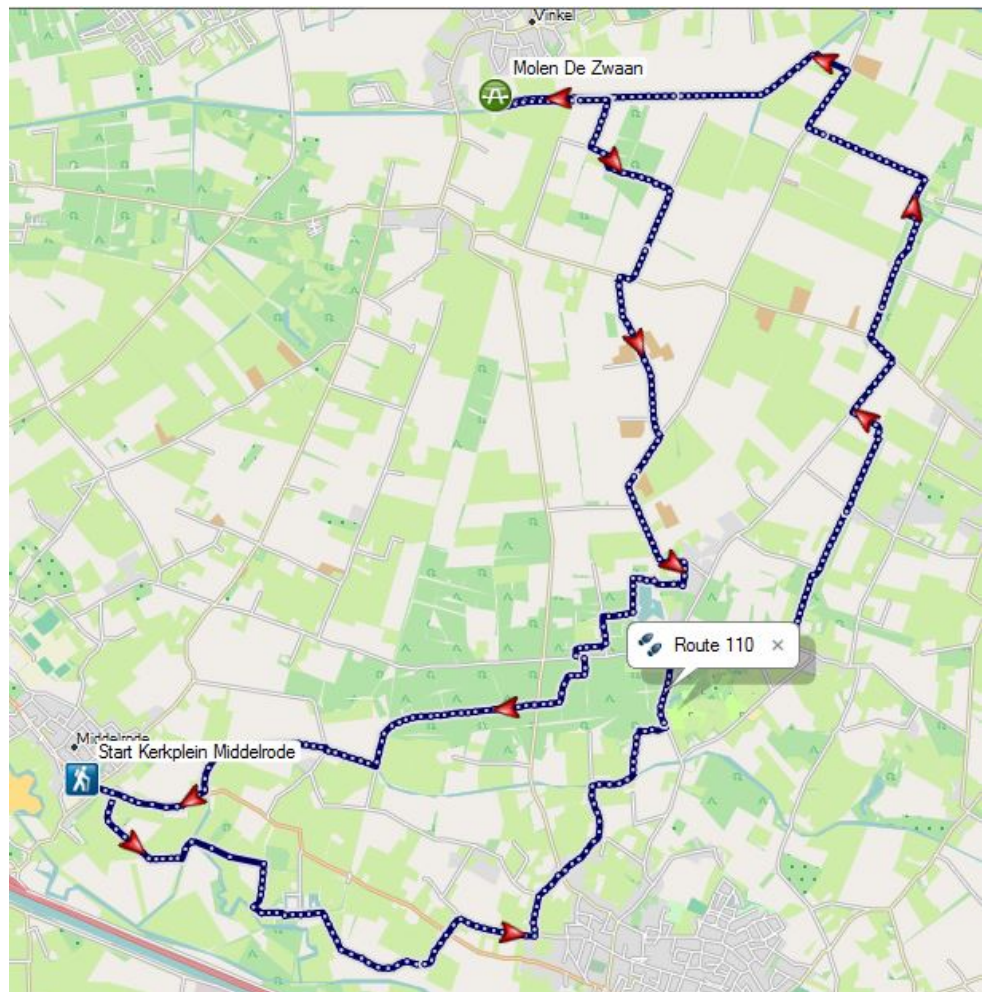 Vinkel
Molen De Zwaan
Route 110
Middelrode
Start Kerkplein Middelrode